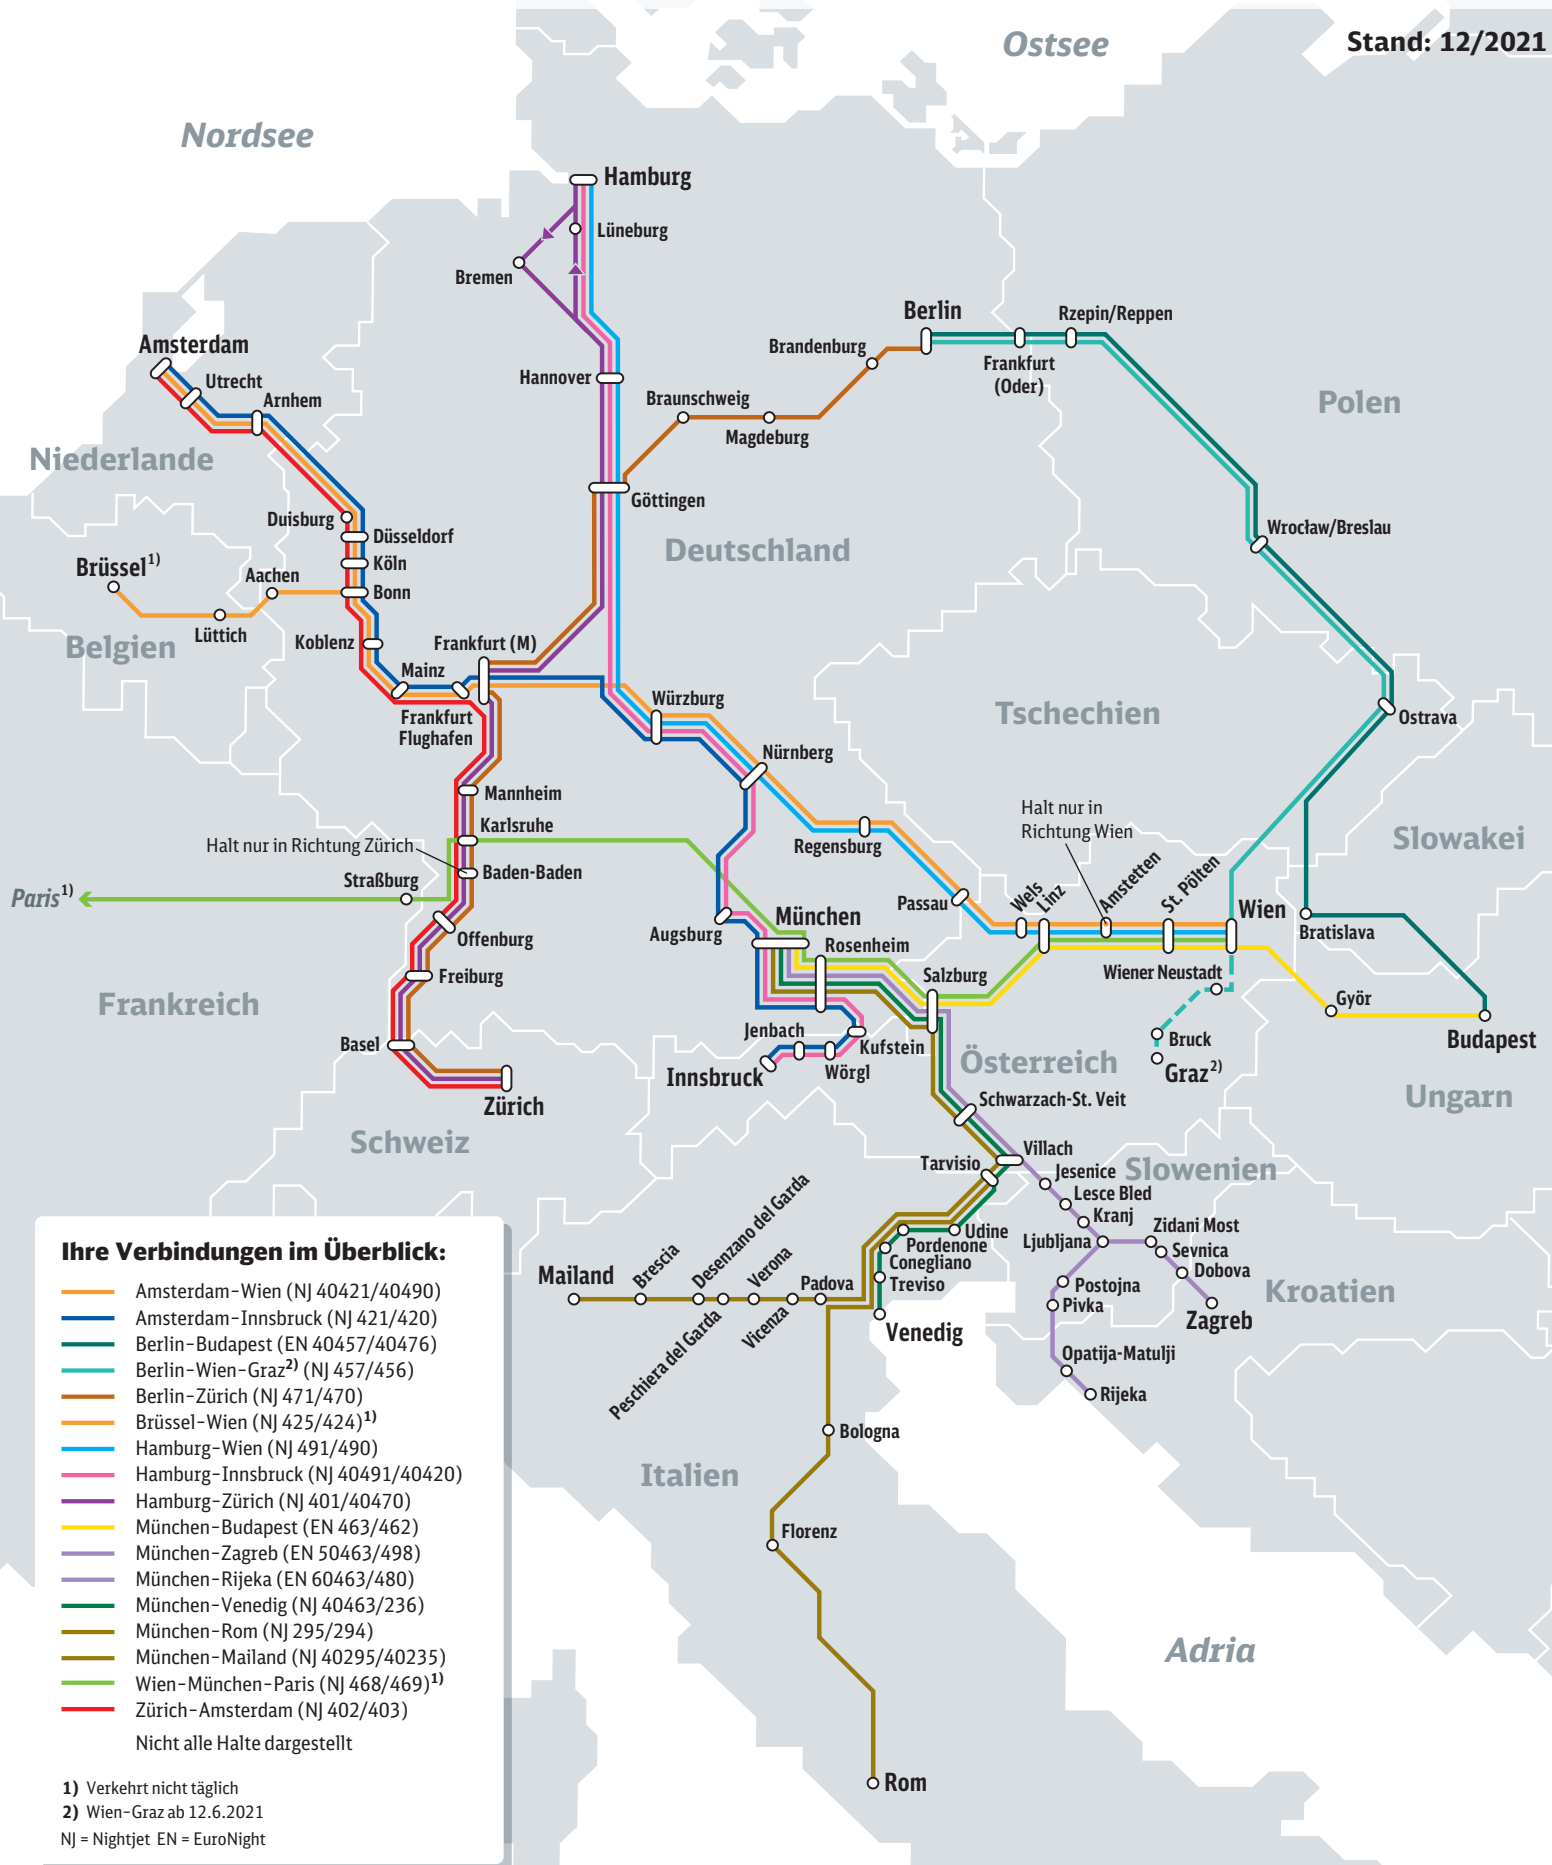 Stand: 12/2021
Ostsee
Nordsee
Hamburg
Lüneburg
Bremen
Berlin
Rzepin/Reppen
Brandenburg
Frankfurt
(Oder)
Amsterdam
Utrecht
Arnhem
Hannover
Braunschweig
Magdeburg
Polen
Niederlande
Göttingen
Duisburg
Düsseldorf
Deutschland
Wrocław/Breslau
Brüssel1)
Aachen
Köln
Bonn
Lüttich
Belgien
Koblenz
Frankfurt (M)
Mainz
Frankfurt
Flughafen
Würzburg
Tschechien
Ostrava
Nürnberg
Mannheim
Halt nur in
Richtung Wien
Karlsruhe
Halt nur in Richtung Zürich
Regensburg
Slowakei
Baden-Baden
Straßburg
Paris1)
Passau
Wels
Linz
Amstetten
St. Pölten
Wien
Bratislava
München
Augsburg
Offenburg
Rosenheim
Salzburg
Wiener Neustadt
Freiburg
Frankreich
Györ
Budapest
Jenbach
Kufstein
Bruck
Basel
Österreich
Graz2)
Innsbruck
Wörgl
Ungarn
Zürich
Schwarzach-St. Veit
Schweiz
Villach
Tarvisio
Jesenice
Slowenien
Lesce Bled
Kranj
Zidani Most
Udine
Ljubljana
Pordenone
Sevnica
Conegliano
Dobova
Mailand
Brescia
Desenzano del Garda
Verona
Padova
Treviso
Postojna
Kroatien
Pivka
Peschiera del Garda
Vicenza
Venedig
Zagreb
Opatija-Matulji
Rijeka
Bologna
Italien
Florenz
Adria
Rom
Ihre Verbindungen im Überblick:
Amsterdam–Wien (NJ 40421/40490)
Amsterdam–Innsbruck (NJ 421/420)
Berlin–Budapest (EN 40457/40476)
Berlin–Wien–Graz2) (NJ 457/456)
Berlin–Zürich (NJ 471/470)
Brüssel–Wien (NJ 425/424)1)
Hamburg–Wien (NJ 491/490)
Hamburg–Innsbruck (NJ 40491/40420)
Hamburg–Zürich (NJ 401/40470)
München–Budapest (EN 463/462)
München–Zagreb (EN 50463/498)
München–Rijeka (EN 60463/480)
München–Venedig (NJ 40463/236)
München–Rom (NJ 295/294)
München–Mailand (NJ 40295/40235)
Wien–München–Paris (NJ 468/469)1)
Zürich–Amsterdam (NJ 402/403)
Nicht alle Halte dargestellt
1) Verkehrt nicht täglich
2) Wien–Graz ab 12.6.2021
NJ = Nightjet EN = EuroNight